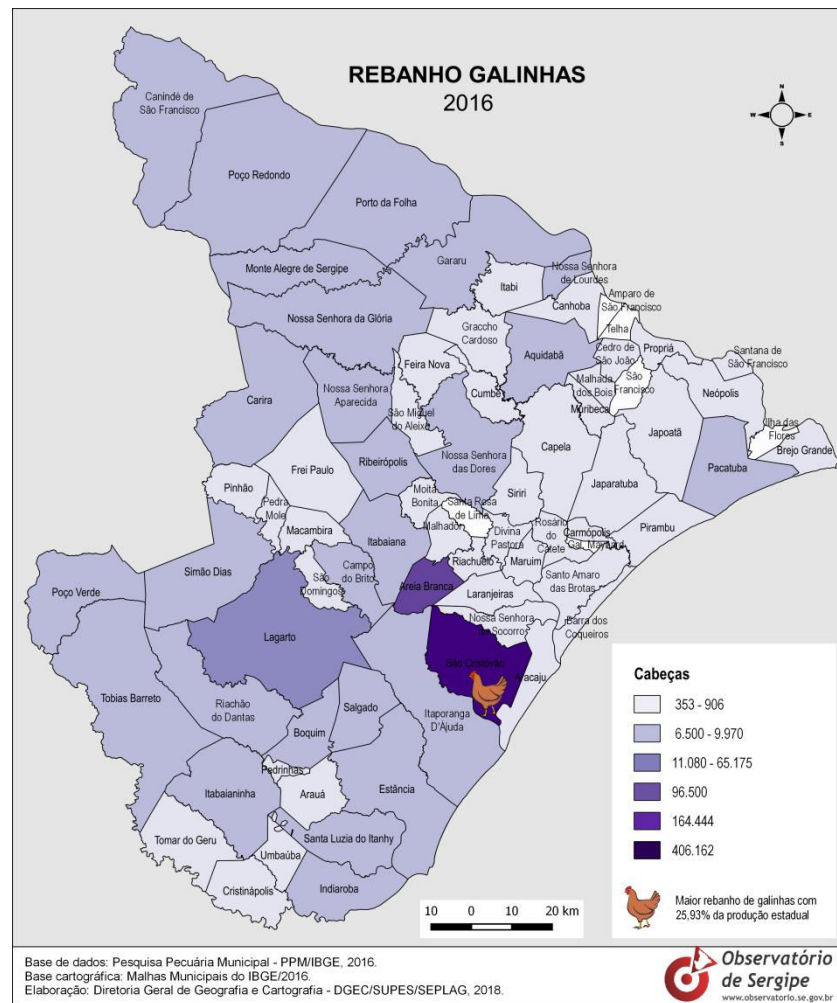 REBANHO GALINHAS
2016
N
W
E
S
Canindé de
São Francisco
Poço Redondo
Porto da Folha
Monte Alegre de Sergipe
Gararu
Nossa Senhora
de Lourdes
Itabi
Amparo de
São Francisco
Canhoba
Telha
Nossa Senhora da Glória
Graccho
Cardoso
Aquidabã
Cedro de
São João
Propriá
Santana de
São Francisco
Feira Nova
Carira
Nossa Senhora
Aparecida
Cumbe
Malhada
dos Bois
São
Francisco
Neópolis
São Miguel
do Aleixo
Muribeca
Ilha das
Flores
Brejo Grande
Japoatã
Capela
Nossa Senhora
das Dores
Pacatuba
Ribeirópolis
Frei Paulo
Pinhão
Pedra
Mole
Siriri
Japaratuba
Moita
Bonita
Santa Rosa
de Lima
Pirambu
Macambira
Malhador
Divina
Pastora
Rosário
do
Catete
Carmópolis
Gal. Maynard
Itabaiana
Riachuelo
Maruim
Simão Dias
São
Domingos
Campo
do Brito
Areia Branca
Santo Amaro
das Brotas
Poço Verde
Laranjeiras
Nossa Senhora
do Socorro
Barra dos
Coqueiros
Lagarto
São Cristóvão
Aracaju
Tobias Barreto
Riachão
do Dantas
Salgado
Itaporanga
D'Ajuda
Boquim
Pedrinhas
Itabaianinha
Arauá
Estância
Tomar do Geru
Santa Luzia do Itanhy
Umbaúba
Cristinápolis
Indiaroba
Cabeças
353 - 906
6.500 - 9.970
11.080 - 65.175
96.500
164.444
406.162
Maior rebanho de galinhas com
25,93% da produção estadual
10 0 10 20 km
Base de dados: Pesquisa Pecuária Municipal - PPM/IBGE, 2016.
Base cartográfica: Malhas Municipais do IBGE/2016.
Elaboração: Diretoria Geral de Geografia e Cartografia - DGEC/SUPES/SEPLAG, 2018.
Observatório
de Sergipe
www.observatorio.se.gov.br